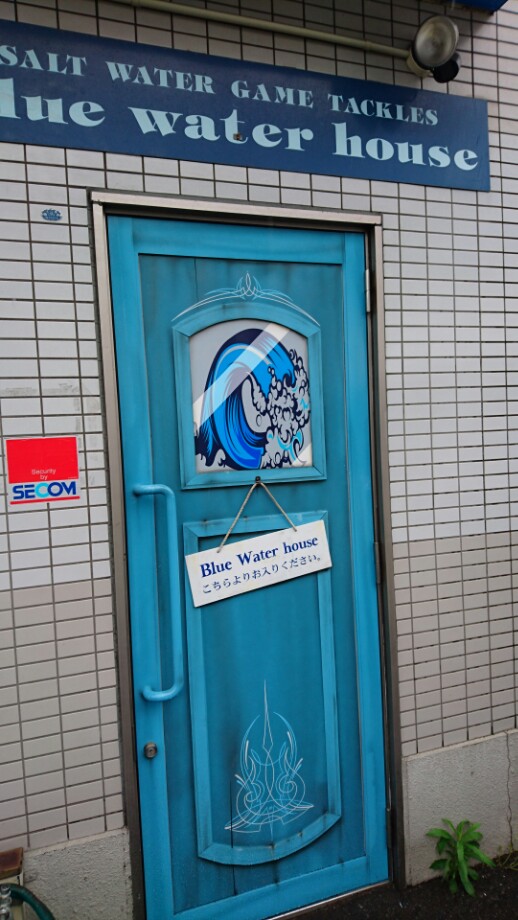 SALT WATER GAME TACKLES
lue water house
Security
by
SECOM
Blue Water house
こちらよりお入りください。